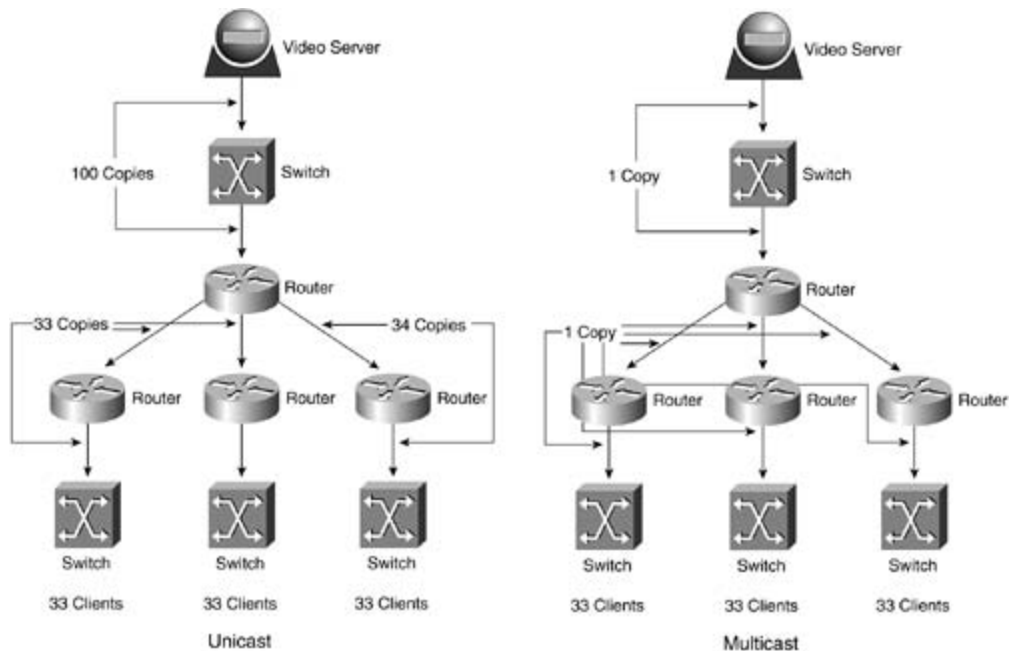 Video Server
Video Server
100 Copies
Switch
1 Copy
Switch
Router
Router
33 Copies
34 Copies
1 Copy
Router
Router
Router
Router
Router
Router
Switch
Switch
Switch
Switch
Switch
Switch
33 Clients
33 Clients
33 Clients
33 Clients
33 Clients
33 Clients
Unicast
Multicast